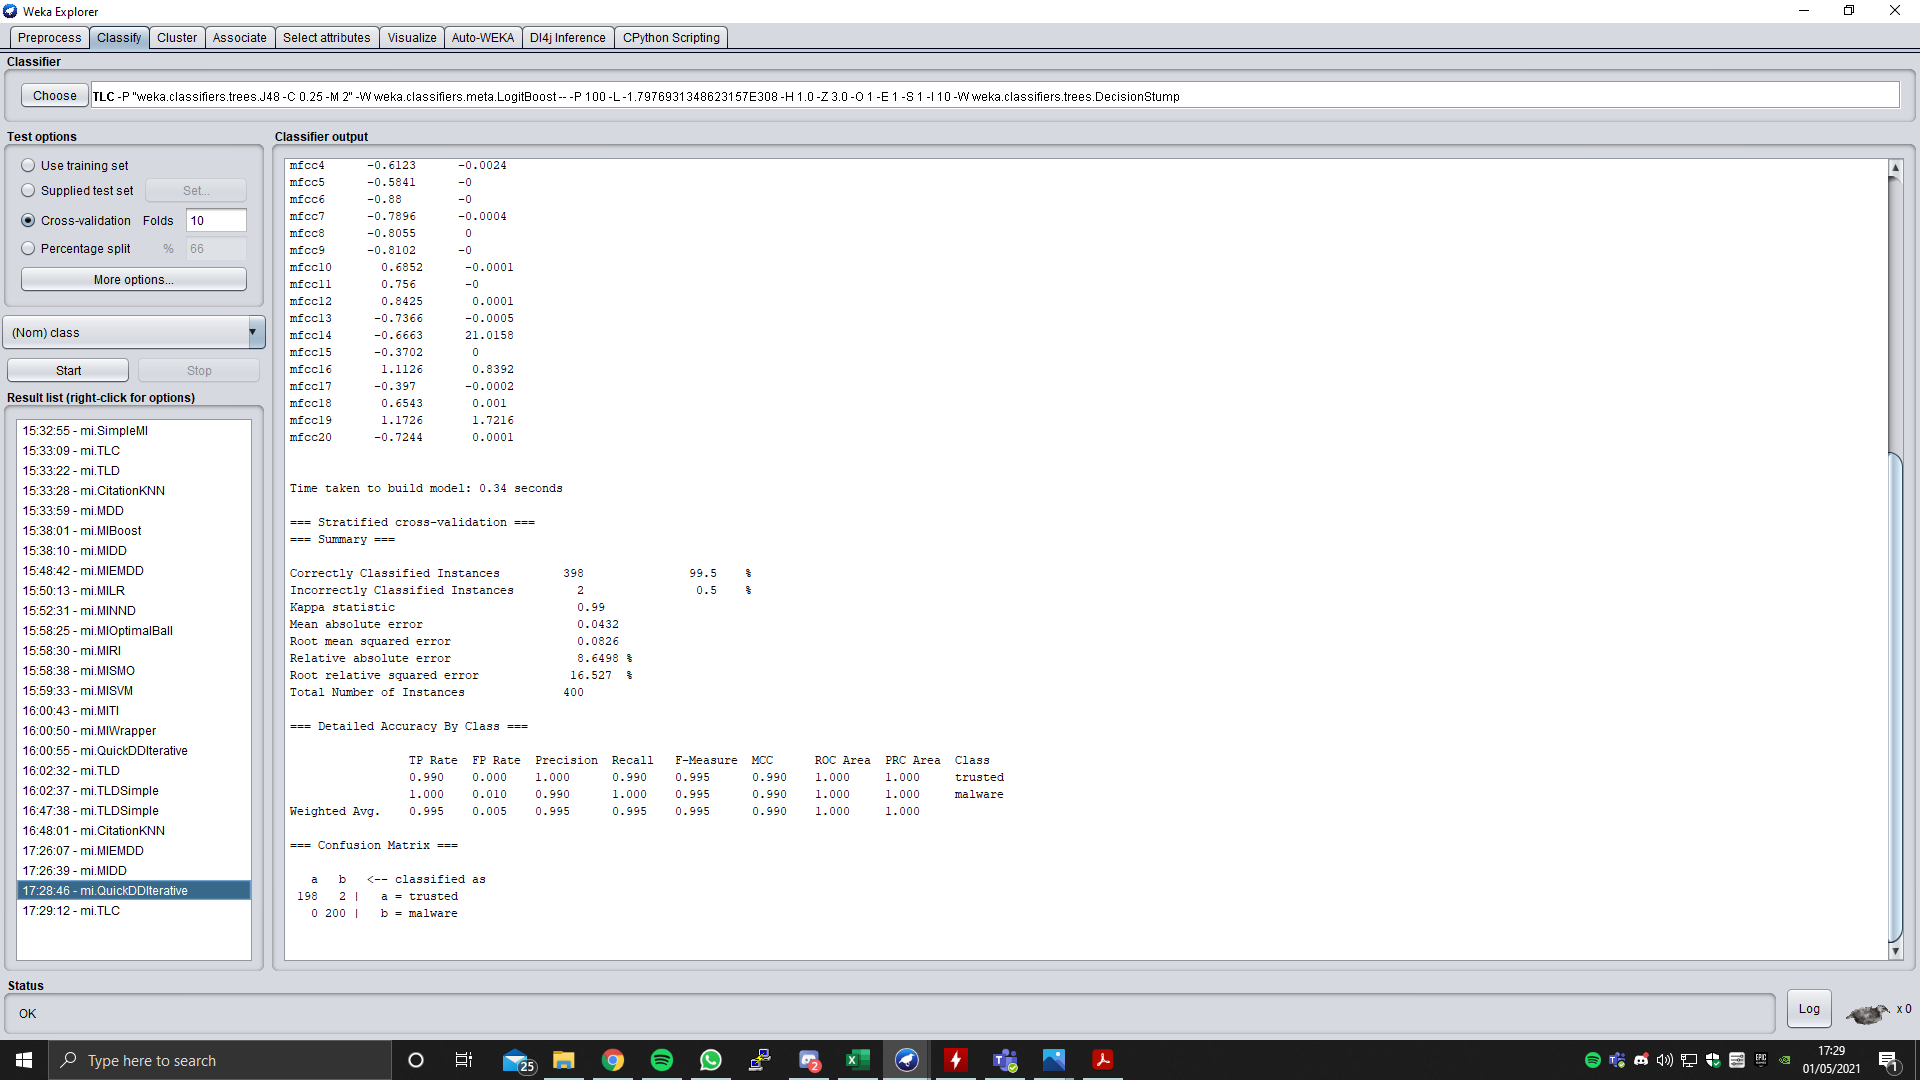 Weka Explorer
Preprocess Classify Cluster Associate Select attributes Visualize Auto-WEKA Dl4j Inference CPython Scripting
Classifier
Choose TLC -P "weka.classifiers.trees.J48 -C 0.25 -M 2" -W weka.classifiers.meta.LogitBoost -- -P 100 -L -1.7976931348623157E308 -H 1.0 -Z 3.0 -O 1 -E 1 -S 1 -I 10 -W weka.classifiers.trees.DecisionStump
Test options
Use training set
Supplied test set Set...
Cross-validation Folds 10
Percentage split % 66
More options...
(Nom) class
Start Stop
Result list (right-click for options)
15:32:55 - mi.SimpleMI
15:33:09 - mi.TLC
15:33:22 - mi.TLD
15:33:28 - mi.CitationKNN
15:33:59 - mi.MDD
15:38:01 - mi.MIBoost
15:38:10 - mi.MIDD
15:48:42 - mi.MIEMDD
15:50:13 - mi.MILR
15:52:31 - mi.MINND
15:58:25 - mi.MIOptimalBall
15:58:30 - mi.MIRI
15:58:38 - mi.MISMO
15:59:33 - mi.MISVM
16:00:43 - mi.MITI
16:00:50 - mi.MIWrapper
16:00:55 - mi.QuickDDIterative
16:02:32 - mi.TLD
16:02:37 - mi.TLDSimple
16:47:38 - mi.TLDSimple
16:48:01 - mi.CitationKNN
17:26:07 - mi.MIEMDD
17:26:39 - mi.MIDD
17:28:46 - mi.QuickDDIterative
17:29:12 - mi.TLC
Classifier output
mfcc4 -0.6123 -0.0024
mfcc5 -0.5841 -0
mfcc6 -0.88 -0
mfcc7 -0.7896 -0.0004
mfcc8 -0.8055 0
mfcc9 -0.8102 -0
mfcc10 0.6852 -0.0001
mfcc11 0.756 -0
mfcc12 0.8425 0.0001
mfcc13 -0.7366 -0.0005
mfcc14 -0.6663 21.0158
mfcc15 -0.3702 0
mfcc16 1.1126 0.8392
mfcc17 -0.397 -0.0002
mfcc18 0.6543 0.001
mfcc19 1.1726 1.7216
mfcc20 -0.7244 0.0001
Time taken to build model: 0.34 seconds
=== Stratified cross-validation ===
=== Summary ===
Correctly Classified Instances 398 99.5 %
Incorrectly Classified Instances 2 0.5 %
Kappa statistic 0.99
Mean absolute error 0.0432
Root mean squared error 0.0826
Relative absolute error 8.6498 %
Root relative squared error 16.527 %
Total Number of Instances 400
=== Detailed Accuracy By Class ===
TP Rate FP Rate Precision Recall F-Measure MCC ROC Area PRC Area Class
0.990 0.000 1.000 0.990 0.995 0.990 1.000 1.000 trusted
1.000 0.010 0.990 1.000 0.995 0.990 1.000 1.000 malware
Weighted Avg. 0.995 0.005 0.995 0.995 0.995 0.990 1.000 1.000
=== Confusion Matrix ===
a b <-- classified as
198 2 | a = trusted
0 200 | b = malware
Status
OK
Log x 0
Type here to search
25
2
17:29
01/05/2021
1